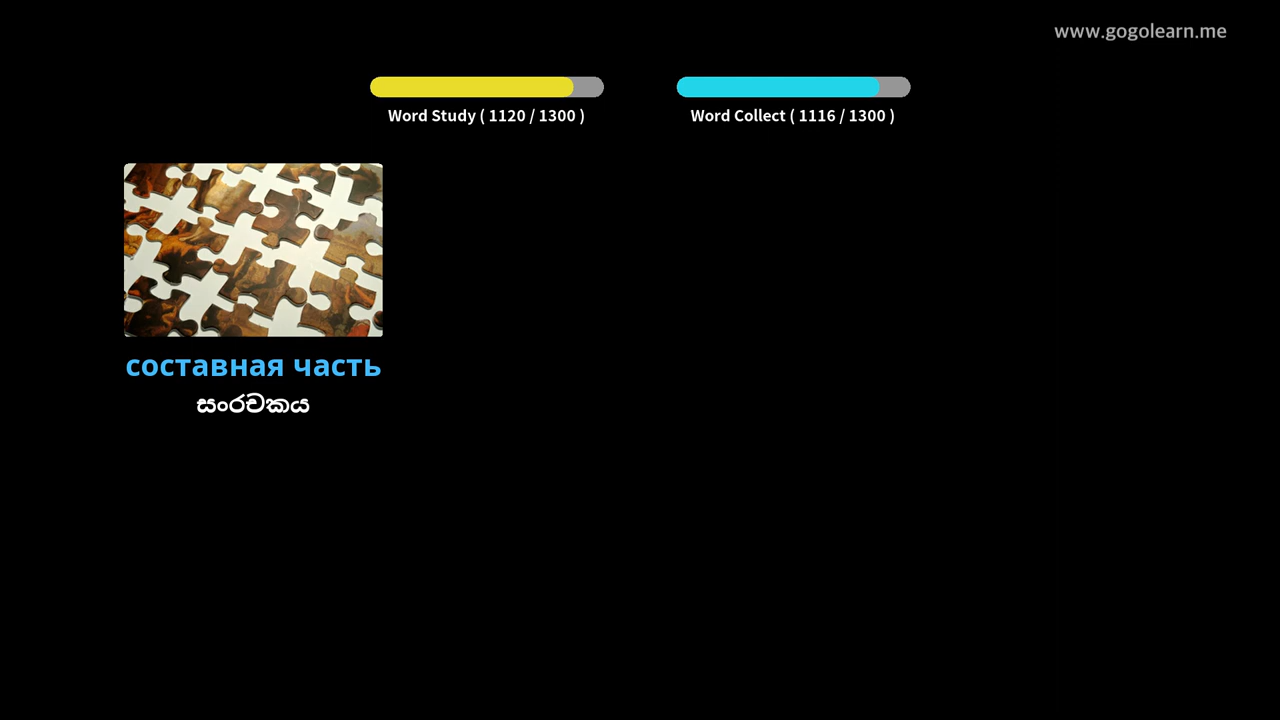 www.gogolearn.me
Word Study ( 1120 / 1300 )
Word Collect ( 1116 / 1300 )
составная часть
සංරචකය